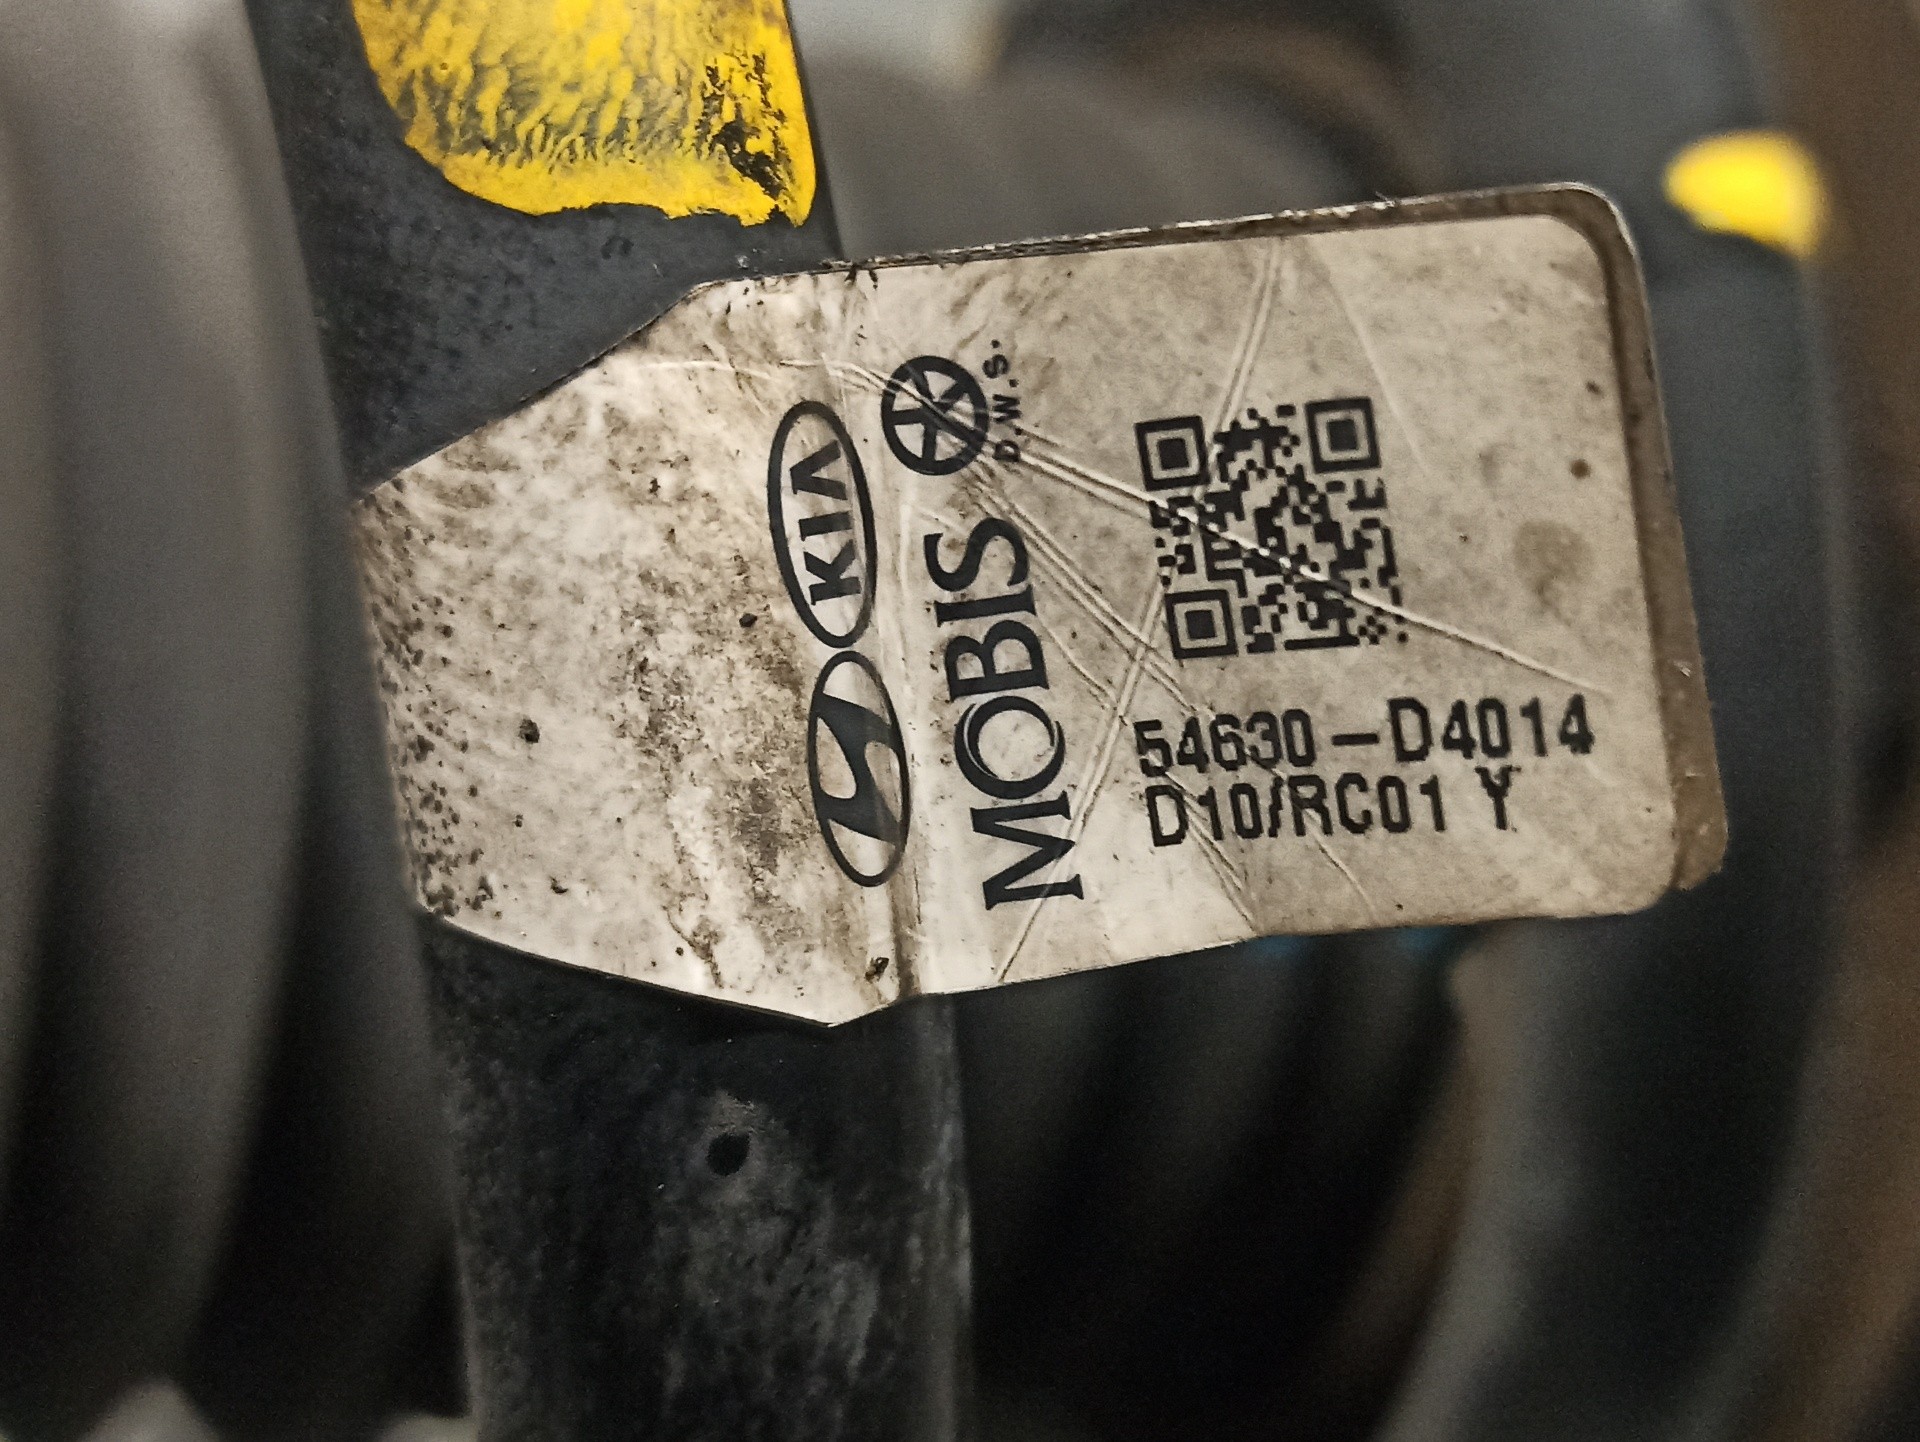 KIA
D.W.S.
MOBIS
54630-D4014
D10/RC01 Y